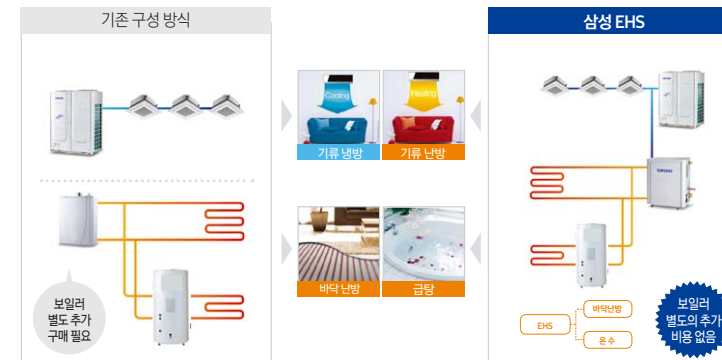 기존 구성 방식
삼성 EHS
Cooling
Heating
기류 냉방
기류 난방
SAMSUNG
바닥 난방
급탕
보일러
별도 추가
구매 필요
EHS
바닥난방
온 수
보일러
별도의 추가
비용 없음